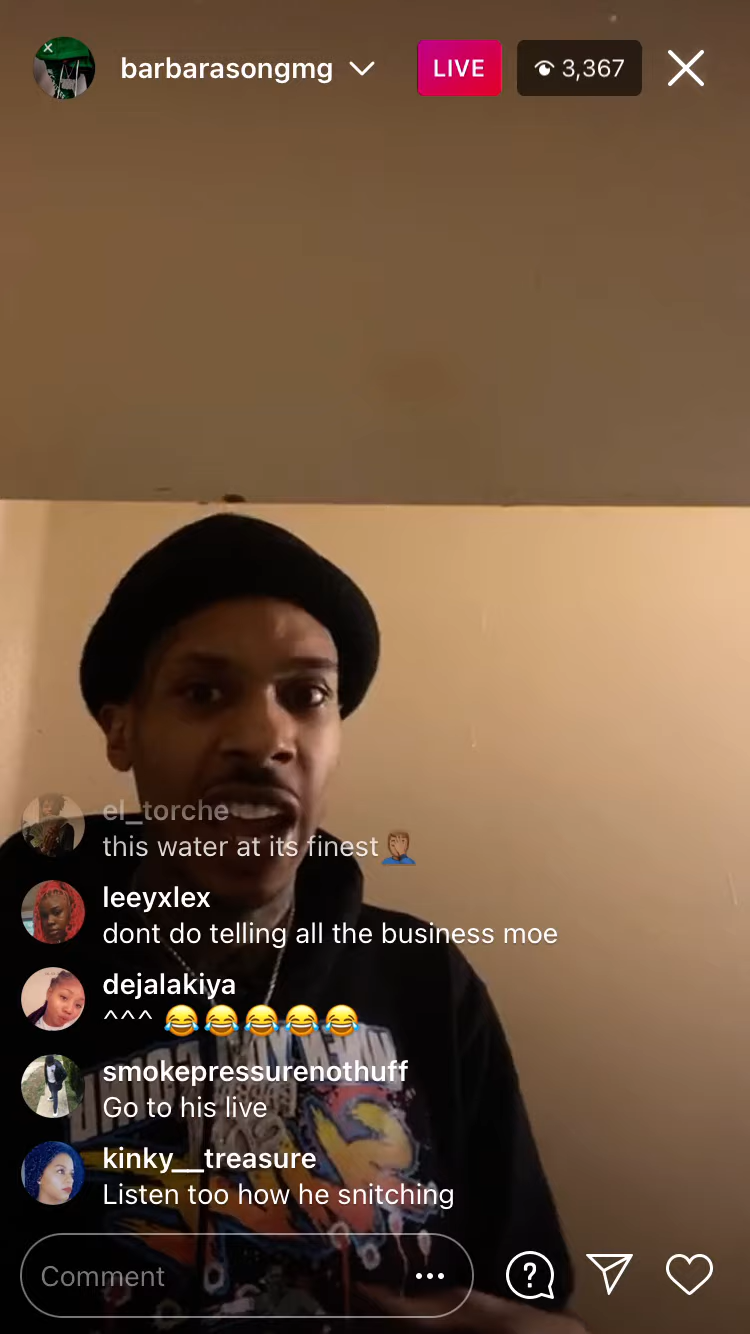 barbarasongmg
LIVE
3,367
el_torche
this water at its finest🤦🏽‍♂️
leeyxlex
dont do telling all the business moe
dejalakiya
^^^ 😂😂😂😂😂
smokepressurenothuff
Go to his live
kinky__treasure
Listen too how he snitching
Comment